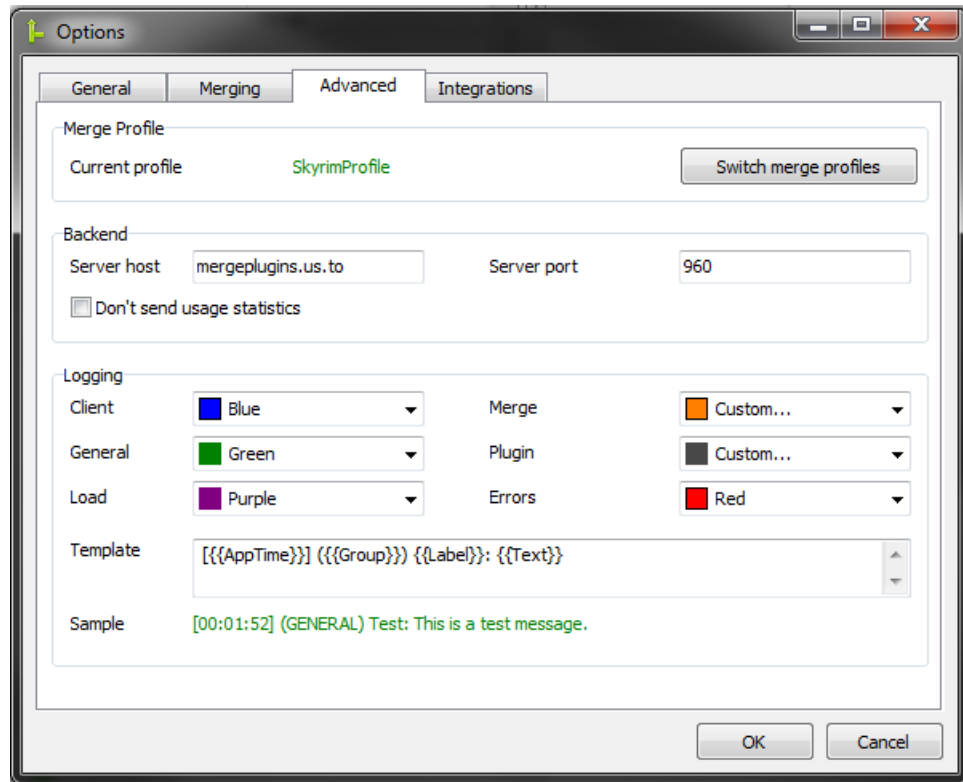 Options
General Merging Advanced Integrations
Merge Profile
Current profile SkyrimProfile Switch merge profiles
Backend
Server host mergeplugins.us.to Server port 960
Don't send usage statistics
Logging
Client Blue Merge Custom...
General Green Plugin Custom...
Load Purple Errors Red
Template [{{AppTime}}] ({{Group}}) {{Label}}: {{Text}}
Sample [00:01:52] (GENERAL) Test: This is a test message.
OK Cancel